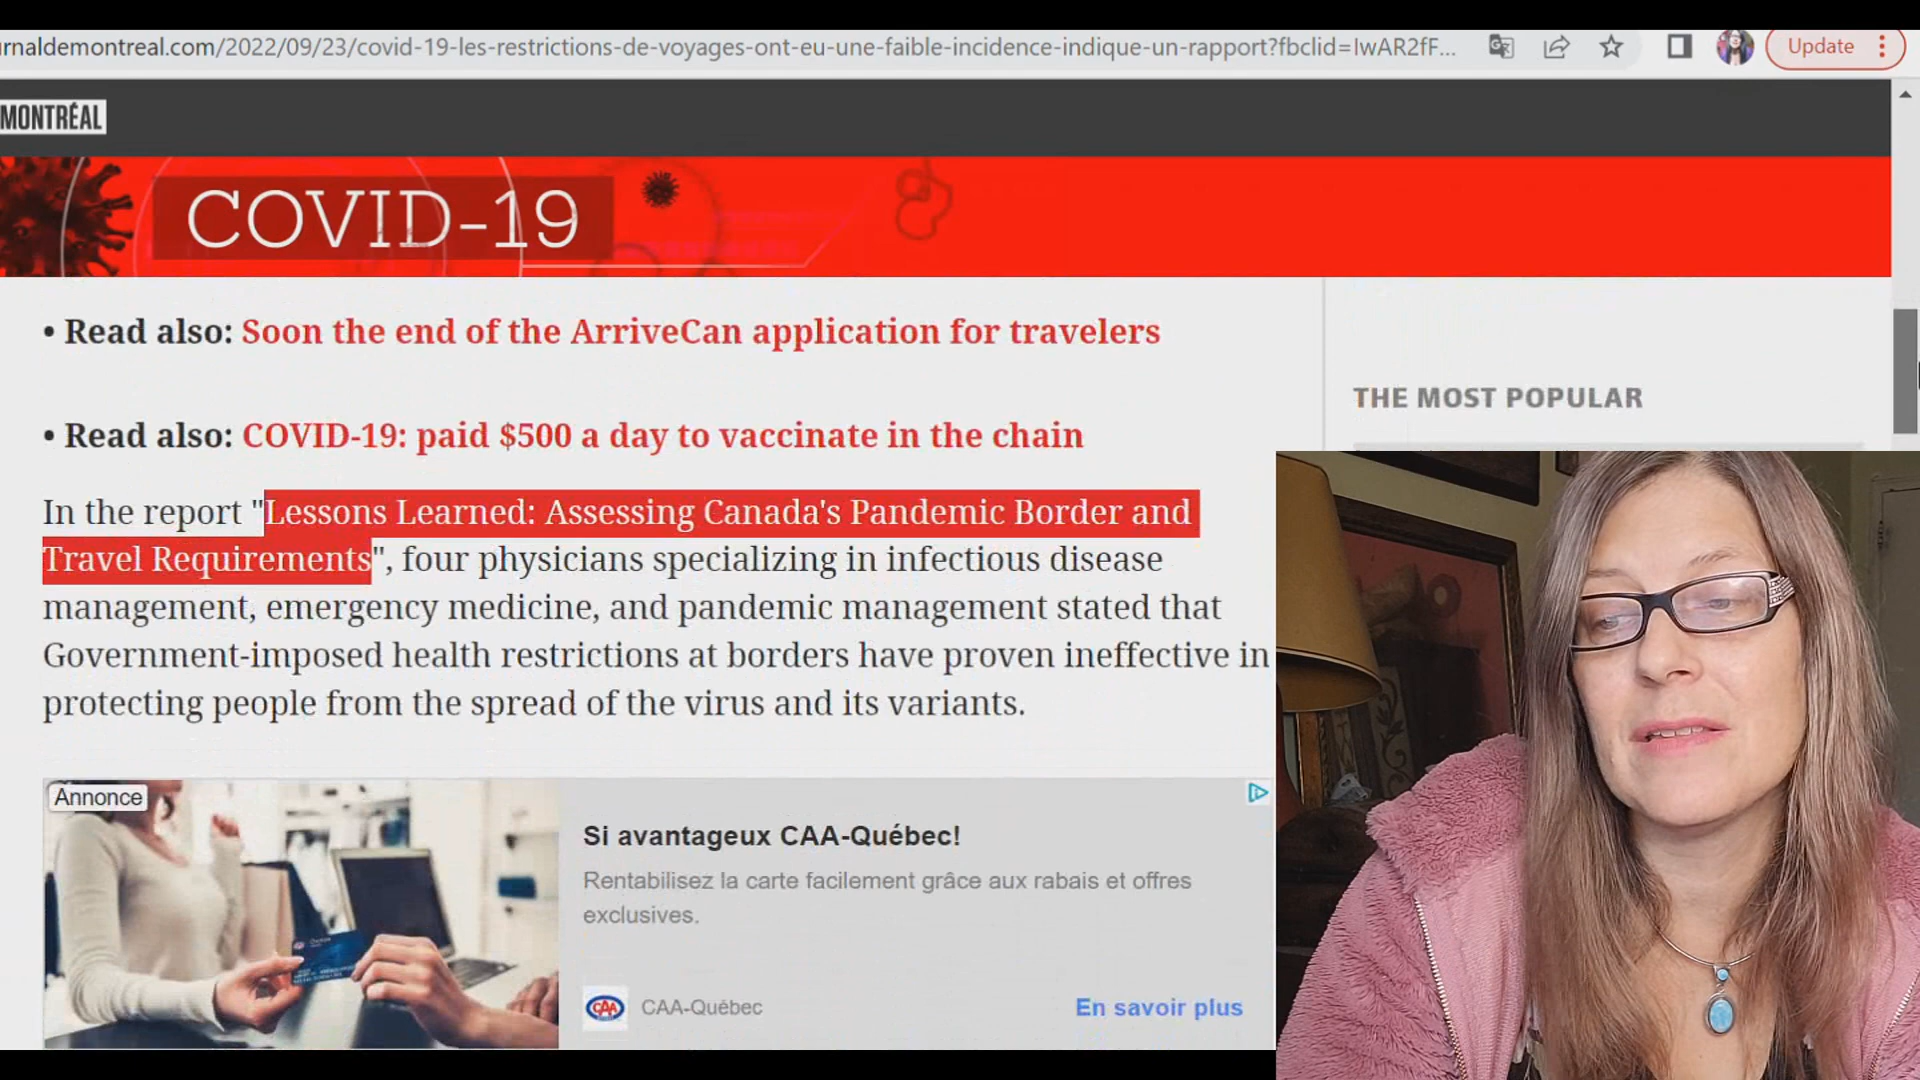 rnaldemontreal.com/2022/09/23/covid-19-les-restrictions-de-voyages-ont-eu-une-faible-incidence-indique-un-rapport?fbclid=IwAR2fF...
Update
MONTRÉAL
COVID-19
• Read also: Soon the end of the ArriveCan application for travelers
• Read also: COVID-19: paid $500 a day to vaccinate in the chain
In the report "Lessons Learned: Assessing Canada's Pandemic Border and
Travel Requirements", four physicians specializing in infectious disease
management, emergency medicine, and pandemic management stated that
Government-imposed health restrictions at borders have proven ineffective in
protecting people from the spread of the virus and its variants.
THE MOST POPULAR
Annonce
Si avantageux CAA-Québec!
Rentabilisez la carte facilement grâce aux rabais et offres
exclusives.
CAA
CAA-Québec
En savoir plus